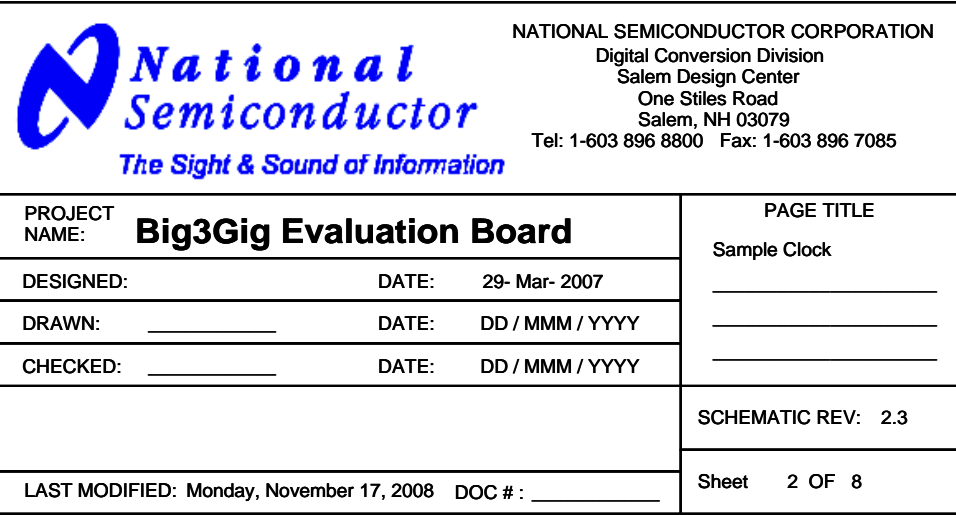 National
Semiconductor
The Sight & Sound of Information
NATIONAL SEMICONDUCTOR CORPORATION
Digital Conversion Division
Salem Design Center
One Stiles Road
Salem, NH 03079
Tel: 1-603 896 8800 Fax: 1-603 896 7085
PROJECT
NAME: Big3Gig Evaluation Board
PAGE TITLE
Sample Clock
DESIGNED: DATE: 29- Mar- 2007
DRAWN: DATE: DD / MMM / YYYY
CHECKED: DATE: DD / MMM / YYYY
SCHEMATIC REV: 2.3
LAST MODIFIED: Monday, November 17, 2008 DOC # :
Sheet 2 OF 8